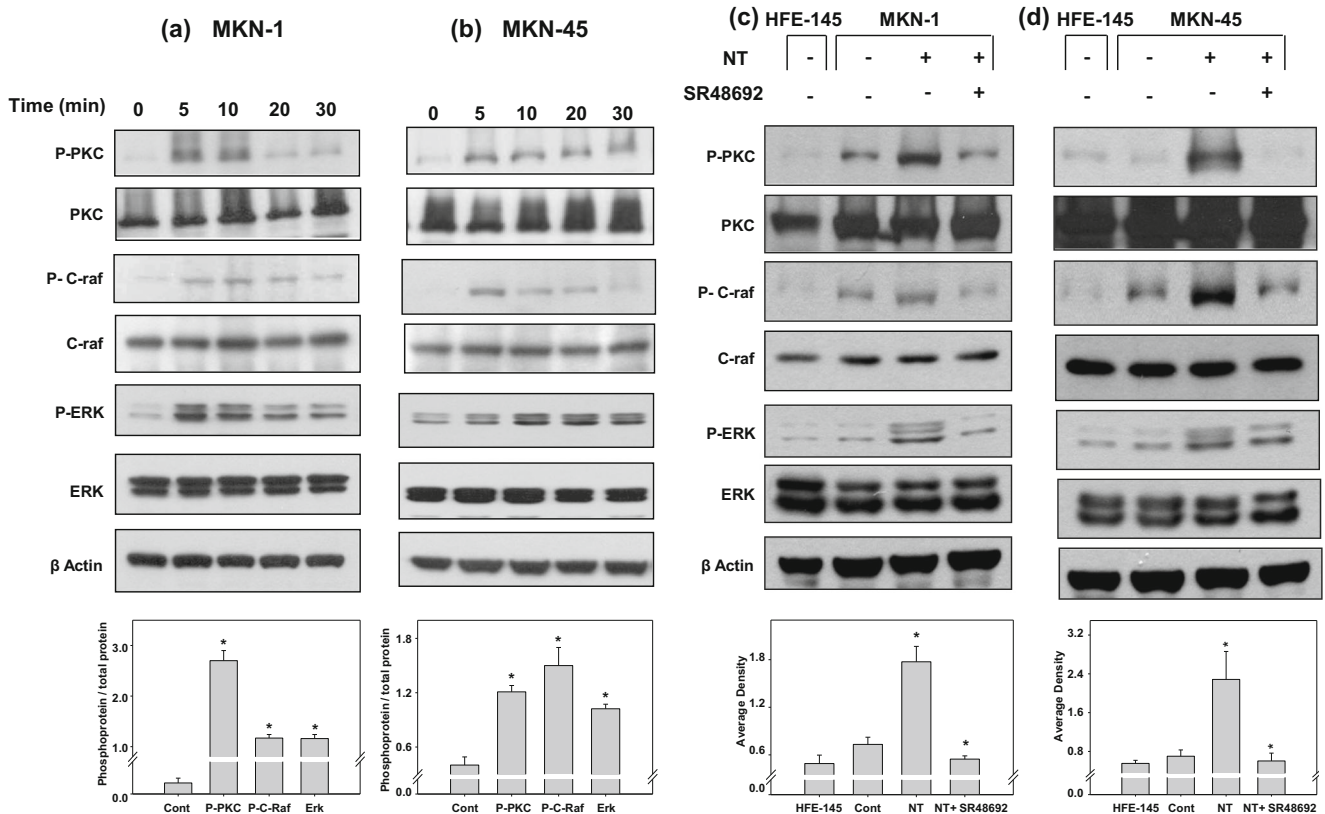 (a) MKN-1
(b) MKN-45
(c) HFE-145 MKN-1
(d) HFE-145 MKN-45
NT - - + + - - + +
SR48692 - - - + - - - +
Time (min) 0 5 10 20 30 0 5 10 20 30
P-PKC
PKC
P- C-raf
C-raf
P-ERK
ERK
β Actin
P-PKC
PKC
P- C-raf
C-raf
P-ERK
ERK
β Actin
Phosphoprotein / total protein
3.0
2.0
1.0
0.0
* * *
Cont P-PKC P-C-Raf Erk
Phosphoprotein / total protein
1.8
1.2
0.6
0.0
* * *
Cont P-PKC P-C-Raf Erk
Average Density
1.8
0.6
0.0
* *
HFE-145 Cont NT NT+ SR48692
Average Density
3.2
2.4
1.6
0.8
0.0
* *
HFE-145 Cont NT NT+ SR48692